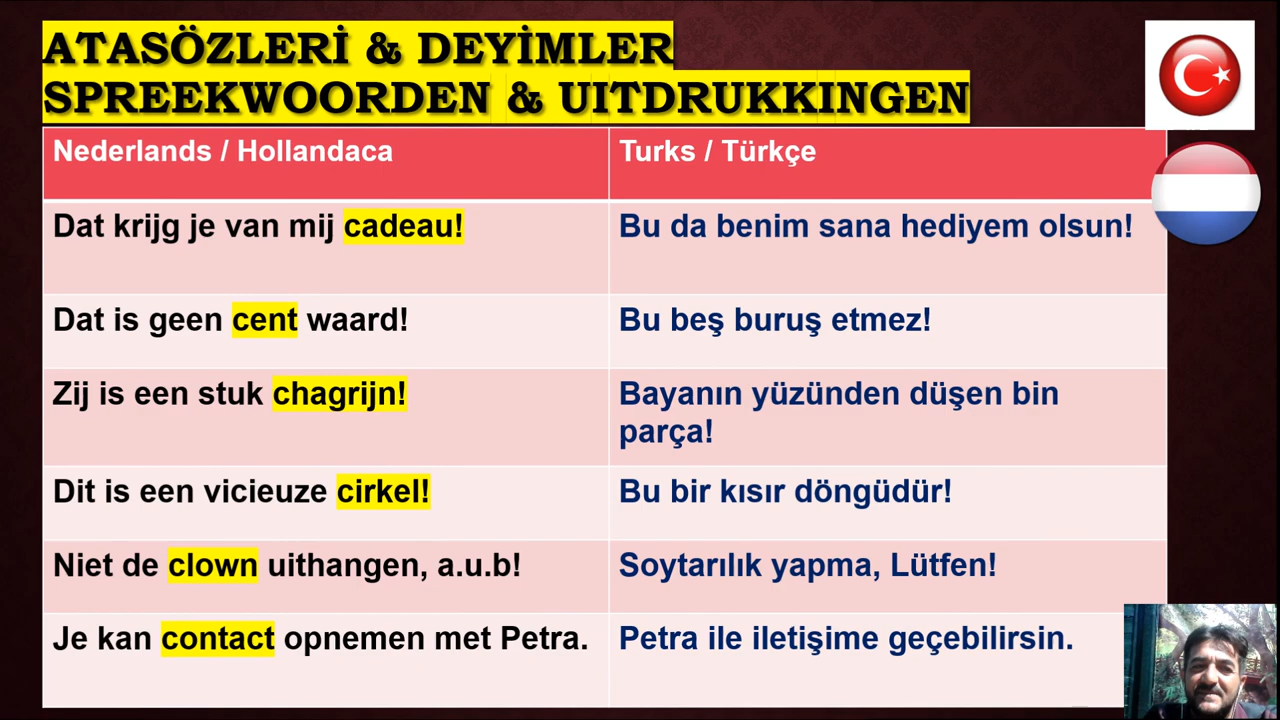 ATASÖZLERİ & DEYİMLER
SPREEKWOORDEN & UITDRUKKINGEN
Nederlands / Hollandaca
Turks / Türkçe
Dat krijg je van mij cadeau!
Bu da benim sana hediyem olsun!
Dat is geen cent waard!
Bu beş buruş etmez!
Zij is een stuk chagrijn!
Bayanın yüzünden düşen bin
parça!
Dit is een vicieuze cirkel!
Bu bir kısır döngüdür!
Niet de clown uithangen, a.u.b!
Soytarılık yapma, Lütfen!
Je kan contact opnemen met Petra.
Petra ile iletişime geçebilirsin.